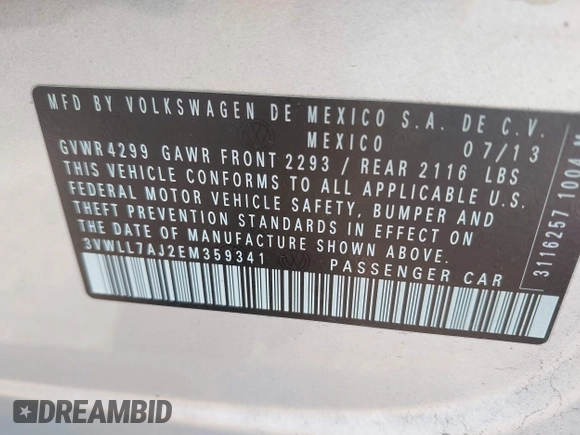 MFD BY VOLKSWAGEN DE MEXICO S.A. DE C.V.
MEXICO 07/13
GVWR 4299 GAWR FRONT 2293 / REAR 2116 LBS
THIS VEHICLE CONFORMS TO ALL APPLICABLE U.S.
FEDERAL MOTOR VEHICLE SAFETY, BUMPER AND
THEFT PREVENTION STANDARDS IN EFFECT ON
THE DATE OF MANUFACTURE SHOWN ABOVE.
3VWLL7AJ2EM359341 PASSENGER CAR
3116257 1004
DREAMBID